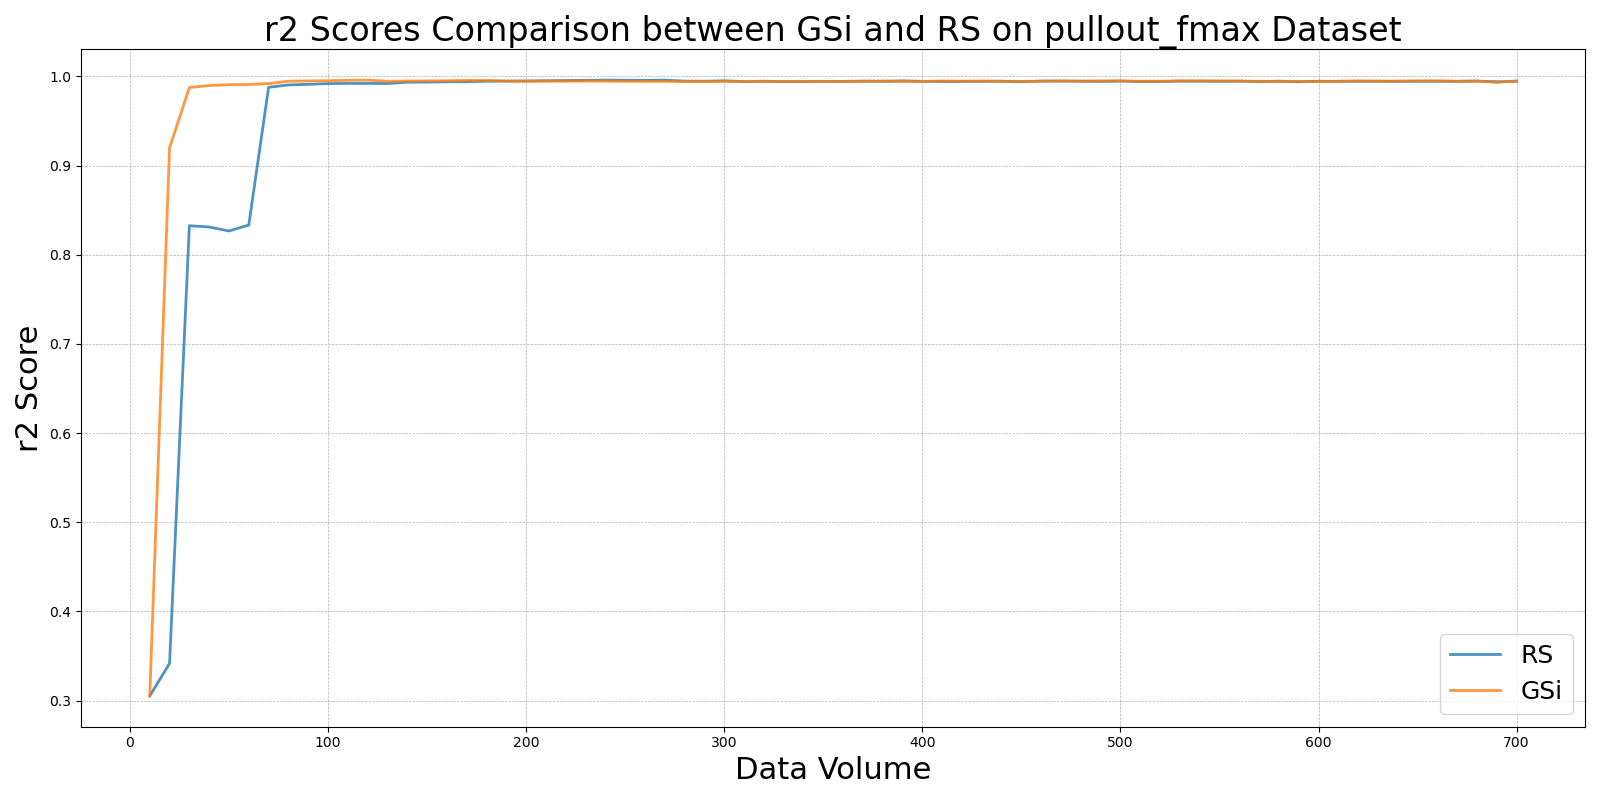 r2 Scores Comparison between GSi and RS on pullout_fmax Dataset
r2 Score
1.0
0.9
0.8
0.7
0.6
0.5
0.4
0.3
0 100 200 300 400 500 600 700
Data Volume
RS
GSi